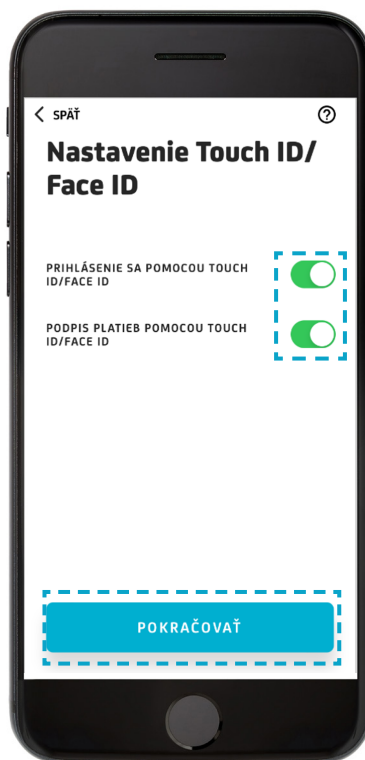 SPÄŤ
Nastavenie Touch ID/
Face ID
PRIHLÁSENIE SA POMOCOU TOUCH
ID/FACE ID
PODPIS PLATIEB POMOCOU TOUCH
ID/FACE ID
POKRAČOVAŤ